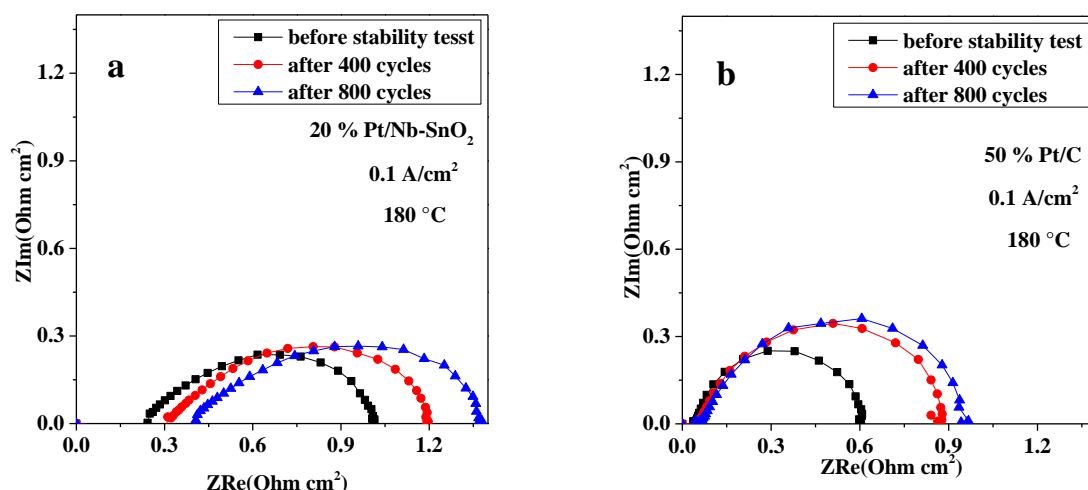 a
before stability tesst
after 400 cycles
after 800 cycles
20 % Pt/Nb-SnO₂
0.1 A/cm²
180 °C
ZIm(Ohm cm²)
1.2
0.9
0.6
0.3
0.0
0.0 0.3 0.6 0.9 1.2
ZRe(Ohm cm²)
b
before stability test
after 400 cycles
after 800 cycles
50 % Pt/C
0.1 A/cm²
180 °C
ZIm(Ohm cm²)
1.2
0.9
0.6
0.3
0.0
0.0 0.3 0.6 0.9 1.2
ZRe(Ohm cm²)